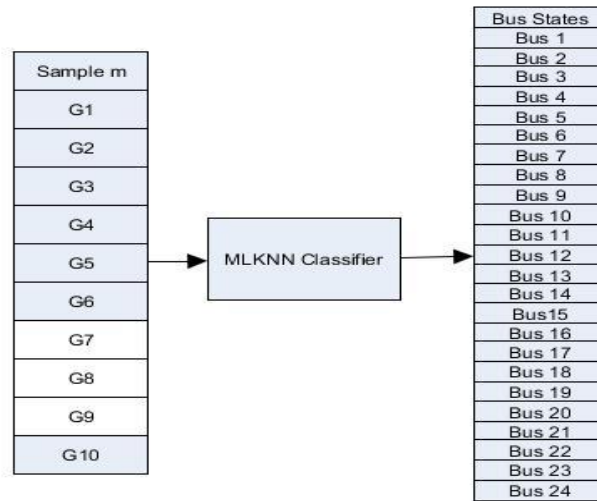 Sample m
G1
G2
G3
G4
G5
G6
G7
G8
G9
G10
MLKNN Classifier
Bus States
Bus 1
Bus 2
Bus 3
Bus 4
Bus 5
Bus 6
Bus 7
Bus 8
Bus 9
Bus 10
Bus 11
Bus 12
Bus 13
Bus 14
Bus15
Bus 16
Bus 17
Bus 18
Bus 19
Bus 20
Bus 21
Bus 22
Bus 23
Bus 24